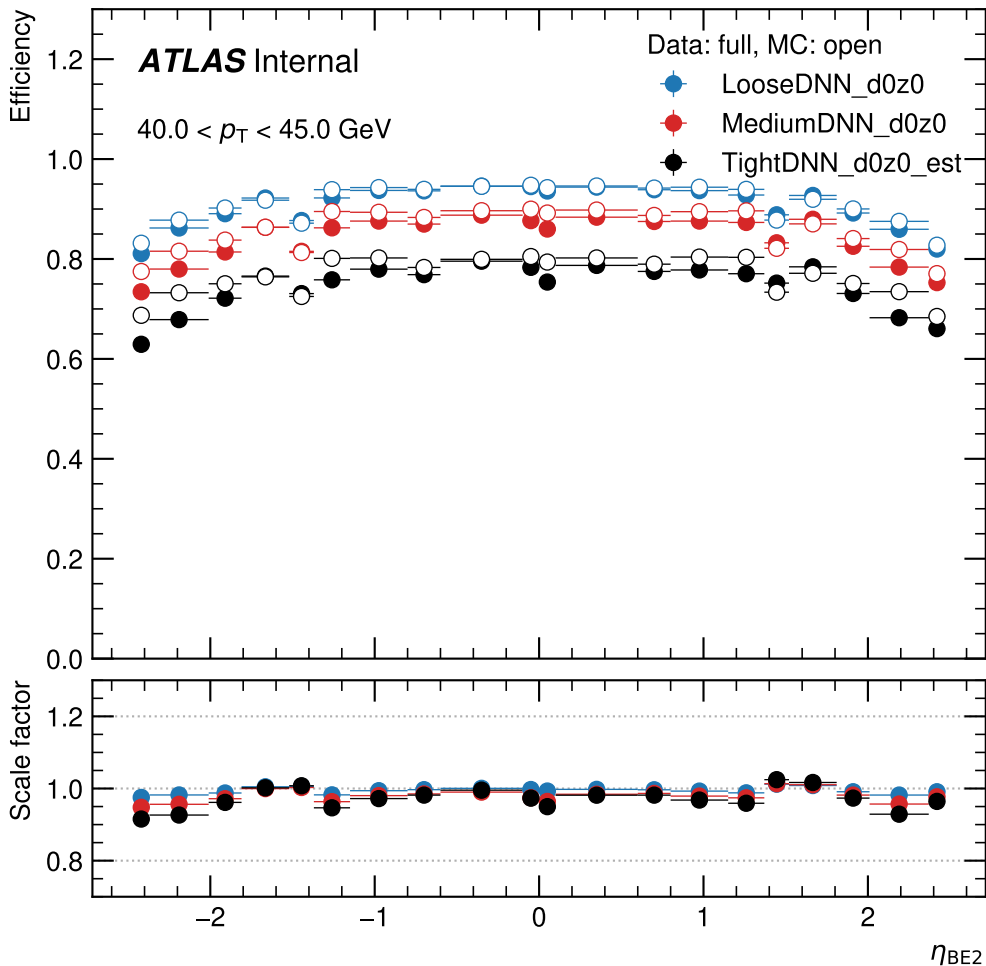 Efficiency
ATLAS Internal
40.0 < pT < 45.0 GeV
Data: full, MC: open
LooseDNN_d0z0
MediumDNN_d0z0
TightDNN_d0z0_est
1.2
1.0
0.8
0.6
0.4
0.2
0.0
Scale factor
1.2
1.0
0.8
−2 −1 0 1 2
ηBE2